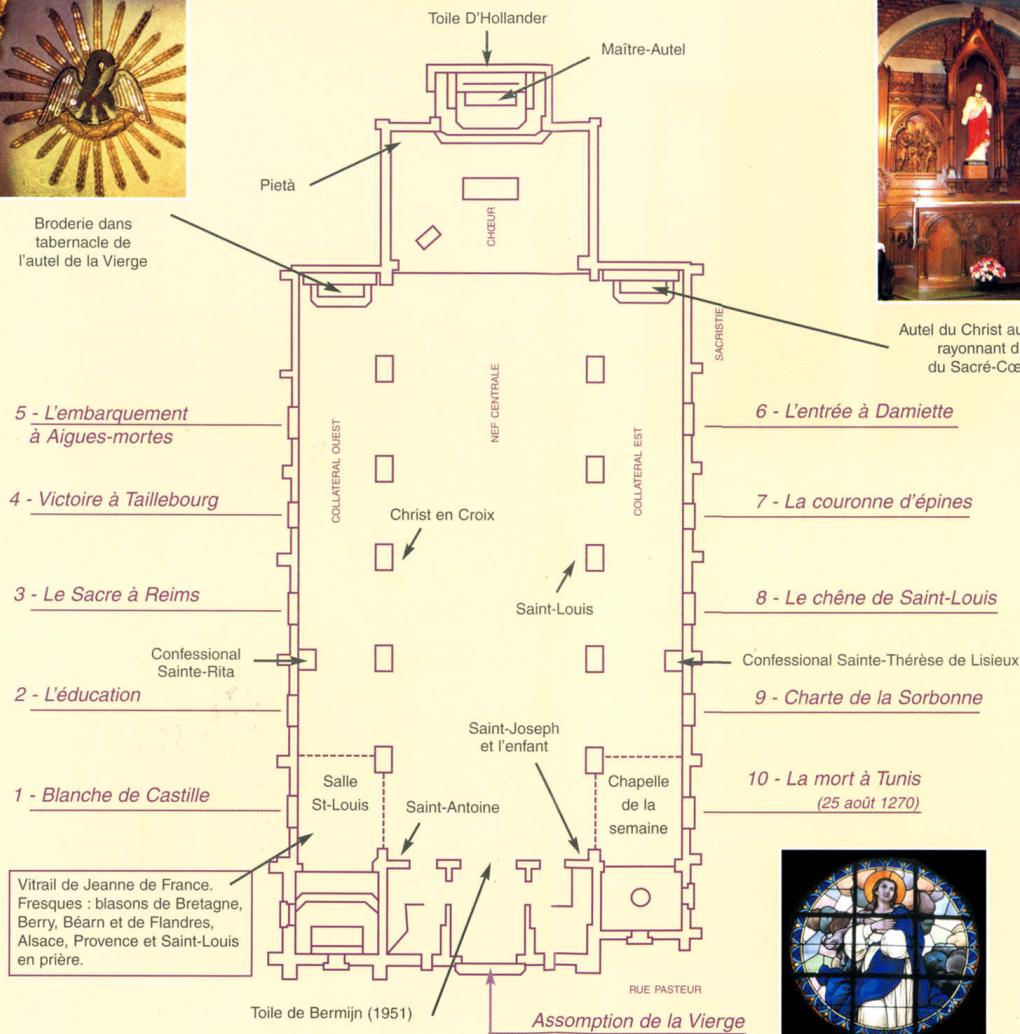 Toile D'Hollander
Maître-Autel
Pietà
CHŒUR
Broderie dans
tabernacle de
l'autel de la Vierge
SACRISTIE
Autel du Christ au
rayonnant
du Sacré-Cœ
5 - L'embarquement
à Aigues-mortes
NEF CENTRALE
6 - L'entrée à Damiette
COLLATERAL OUEST
COLLATERAL EST
4 - Victoire à Taillebourg
Christ en Croix
7 - La couronne d'épines
3 - Le Sacre à Reims
Saint-Louis
8 - Le chêne de Saint-Louis
Confessional
Sainte-Rita
Confessional Sainte-Thérèse de Lisieux
2 - L'éducation
9 - Charte de la Sorbonne
Saint-Joseph
et l'enfant
1 - Blanche de Castille
Salle
St-Louis
Saint-Antoine
Chapelle
de la
semaine
10 - La mort à Tunis
(25 août 1270)
Vitrail de Jeanne de France.
Fresques : blasons de Bretagne,
Berry, Béarn et de Flandres,
Alsace, Provence et Saint-Louis
en prière.
RUE PASTEUR
Toile de Bermijn (1951)
Assomption de la Vierge